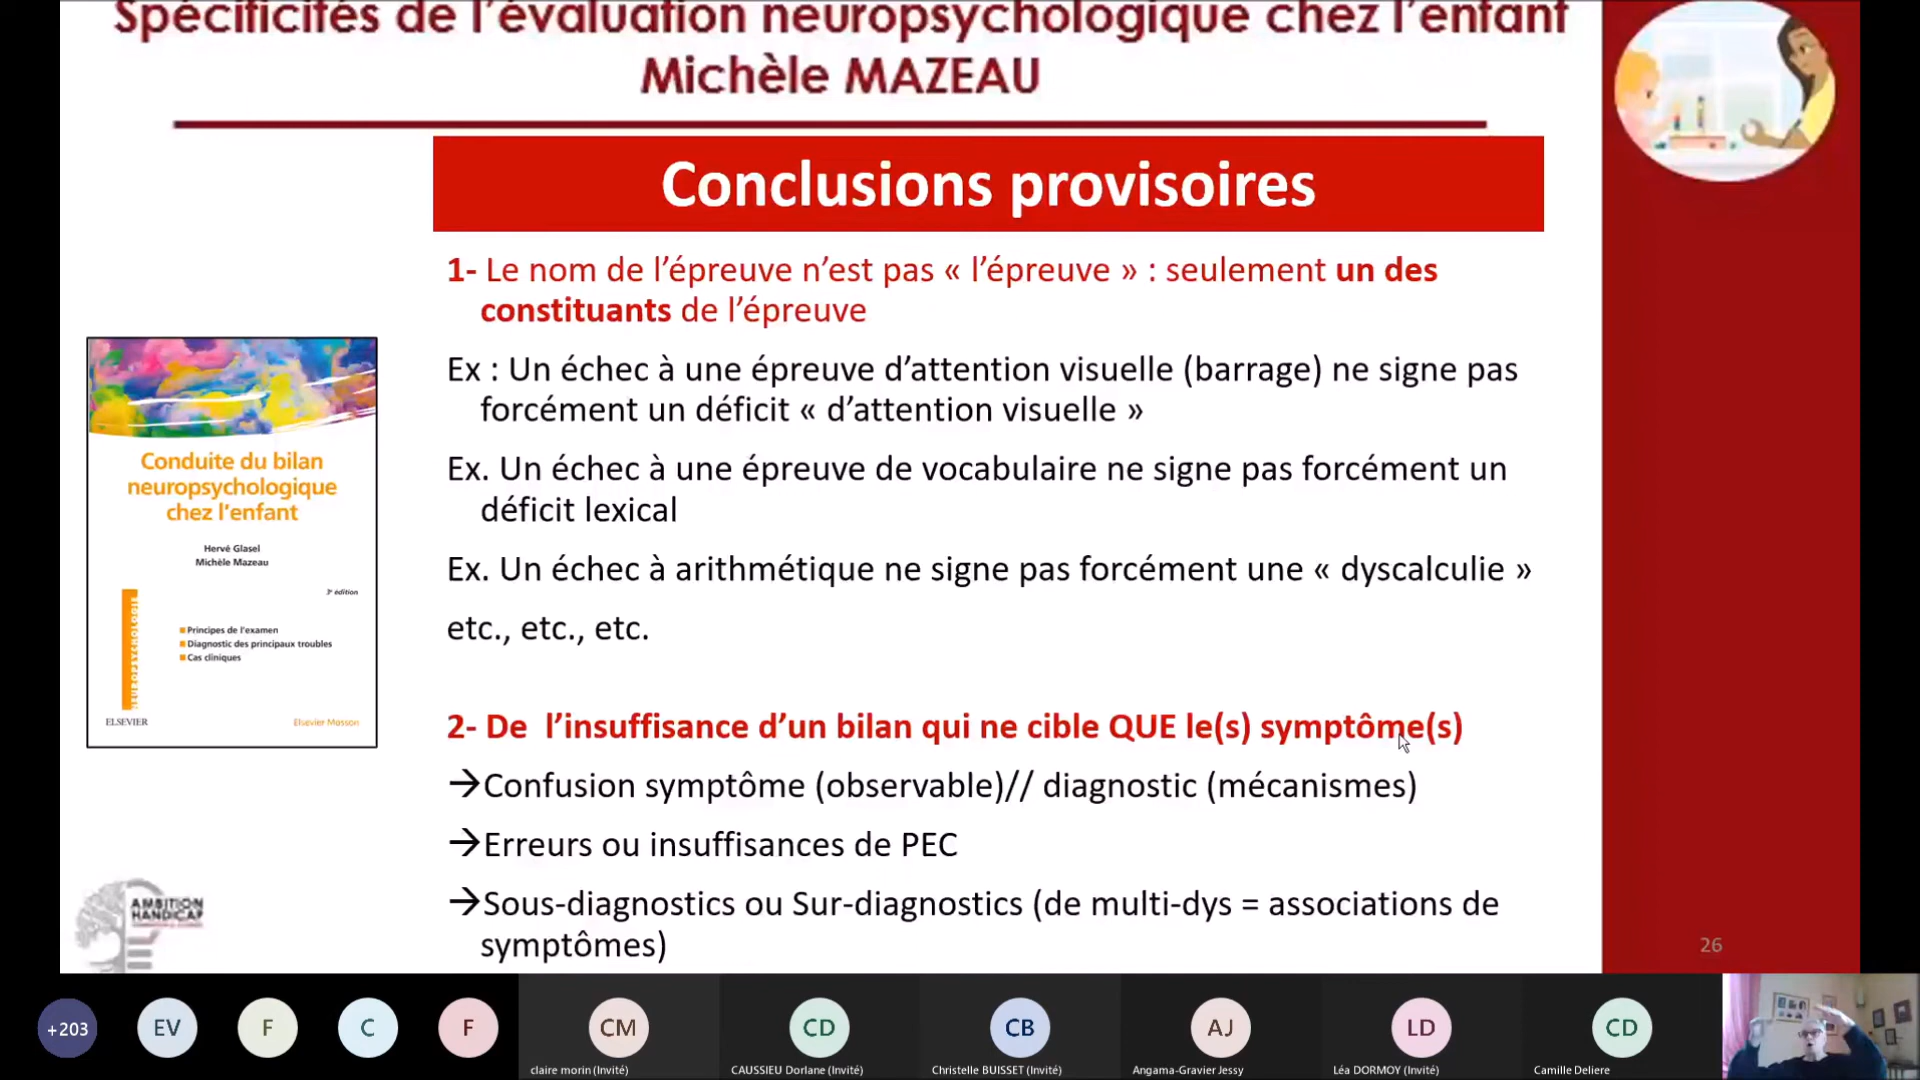 Spécificités de l'évaluation neuropsychologique chez l'enfant
Michèle MAZEAU
Conclusions provisoires
1- Le nom de l'épreuve n'est pas « l'épreuve » : seulement un des
constituants de l'épreuve
Ex : Un échec à une épreuve d'attention visuelle (barrage) ne signe pas
forcément un déficit « d'attention visuelle »
Ex. Un échec à une épreuve de vocabulaire ne signe pas forcément un
déficit lexical
Ex. Un échec à arithmétique ne signe pas forcément une « dyscalculie »
etc., etc., etc.
2- De l'insuffisance d'un bilan qui ne cible QUE le(s) symptôme(s)
→Confusion symptôme (observable)// diagnostic (mécanismes)
→Erreurs ou insuffisances de PEC
→Sous-diagnostics ou Sur-diagnostics (de multi-dys = associations de
symptômes)
Conduite du bilan
neuropsychologique
chez l'enfant
Hervé Glasel
Michèle Mazeau
3e édition
NEUROPSYCHOLOGIE
Principes de l'examen
Diagnostic des principaux troubles
Cas cliniques
ELSEVIER
Elsevier Masson
AMBITION
HANDICAP
26
+203
EV
F
C
F
CM
claire morin (Invité)
CD
CAUSSIEU Dorlane (Invité)
CB
Christelle BUISSET (Invité)
AJ
Angama-Gravier Jessy
LD
Léa DORMOY (Invité)
CD
Camille Deliere